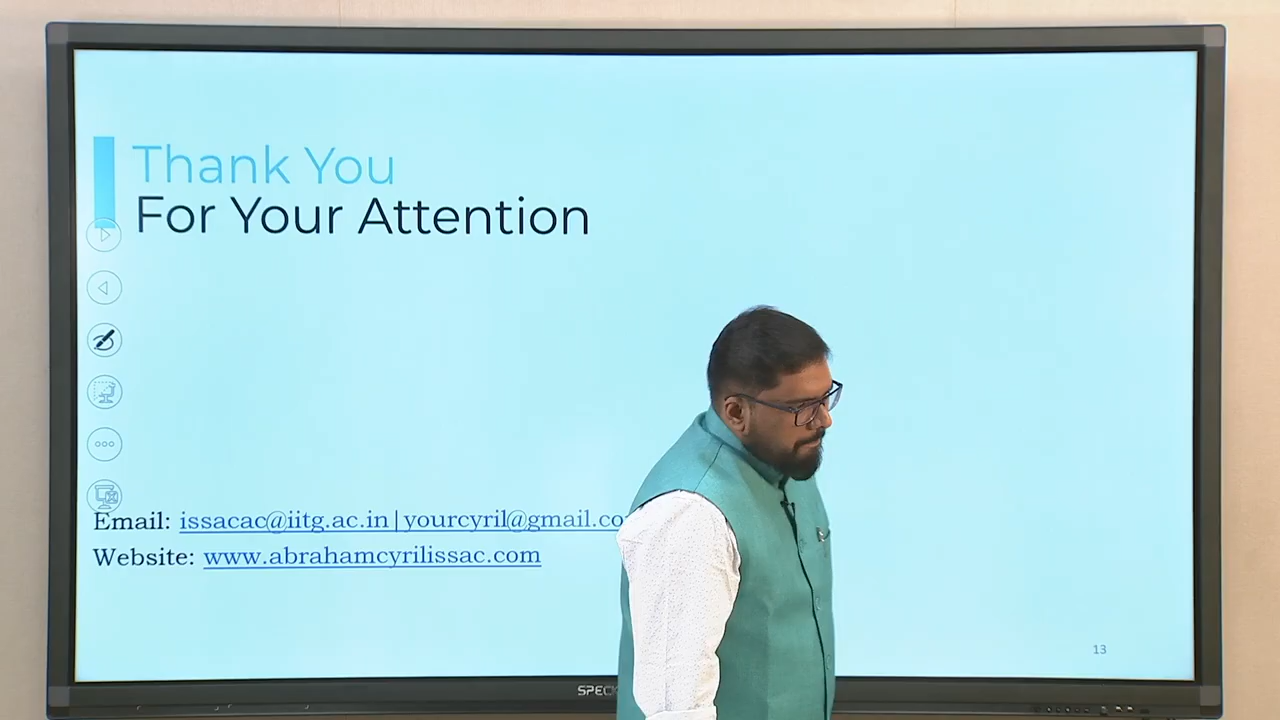 Thank You
For Your Attention
Email: issacac@iitg.ac.in|yourcyril@gmail.co
Website: www.abrahamcyrilissac.com
13